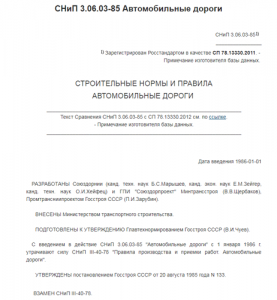 СНиП 3.06.03-85 Автомобильные дороги
СНиП 3.06.03-85
Зарегистрирован Росстандартом в качестве СП 78.13330.2011. -
Примечание изготовителя базы данных.
СТРОИТЕЛЬНЫЕ НОРМЫ И ПРАВИЛА
АВТОМОБИЛЬНЫЕ ДОРОГИ
Текст Сравнения СНиП 3.06.03-85 с СП 78.13330.2012 см. по ссылке.
- Примечание изготовителя базы данных.
Дата введения 1986-01-01
РАЗРАБОТАНЫ Союздорнии (канд. техн. наук Б.С.Марышев, канд. экон. наук Е.М.Зейгер,
канд. техн. наук О.И.Хейфец) и ГПИ "Союздорпроект" Минтрансстроя (В.В.Щербаков),
Промтрансниипроектом Госстроя СССР (П.И.Зарубин).
ВНЕСЕНЫ Министерством транспортного строительства.
ПОДГОТОВЛЕНЫ К УТВЕРЖДЕНИЮ Главтехнормированием Госстроя СССР (В.И.Чуев)
С введением в действие СНиП 3.06.03-85 "Автомобильные дороги" с 1 января 1986 г.
утрачивают силу СНиП III-40-78 "Правила производства и приемки работ. Автомобильные
дороги".
УТВЕРЖДЕНЫ постановлением Госстроя СССР от 20 августа 1985 года N 133.
ВЗАМЕН СНиП III-40-78